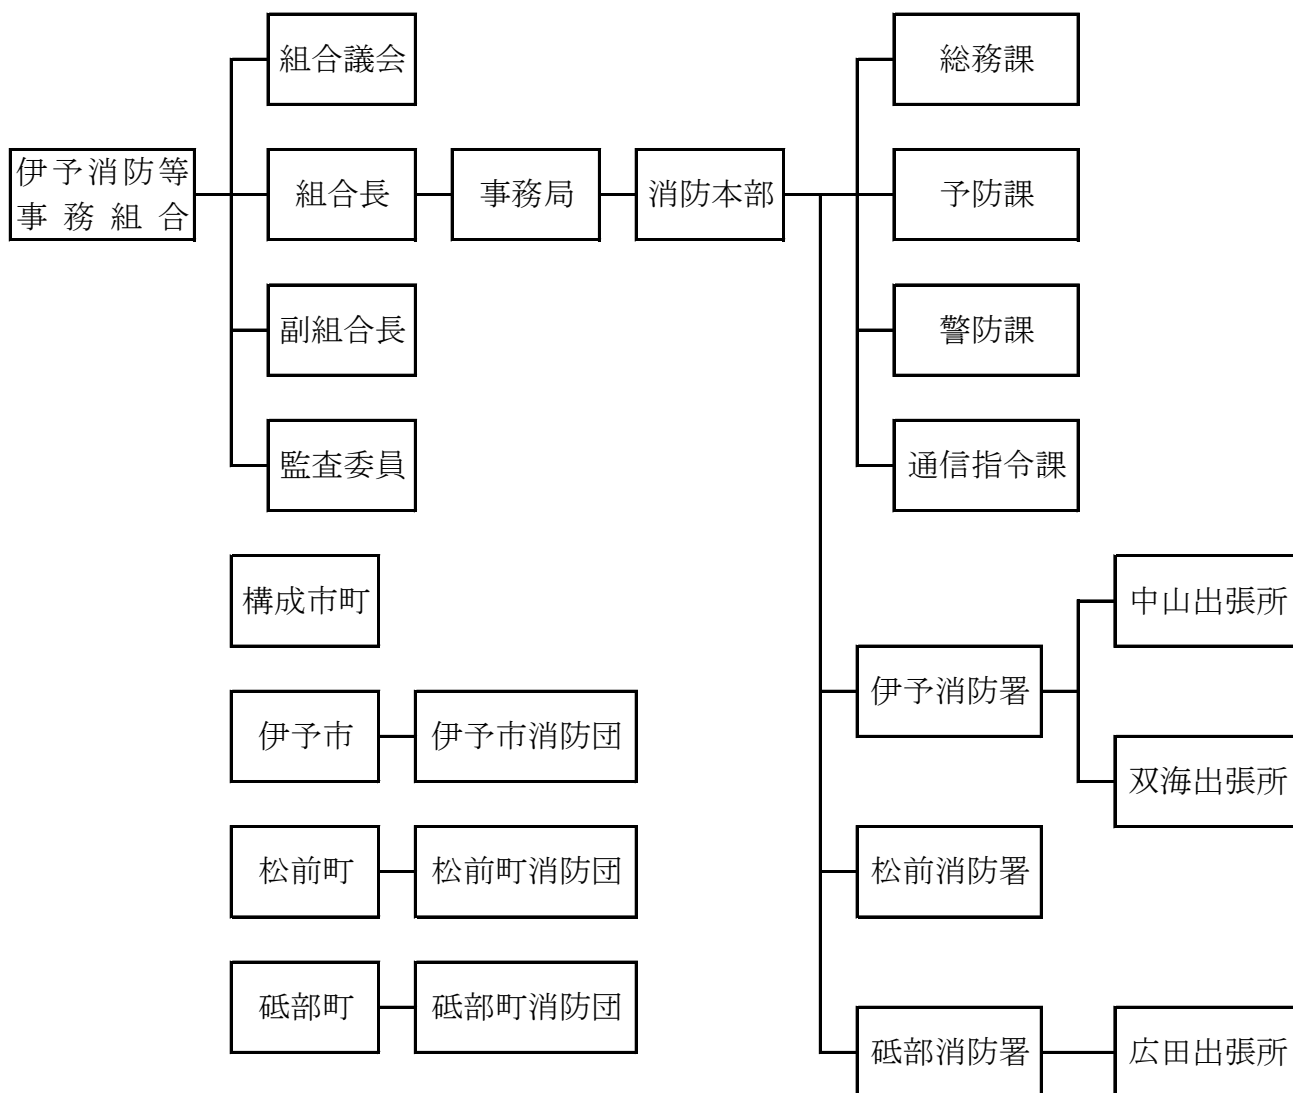 組合議会
総務課
伊予消防等
事務組合
組合長
事務局
消防本部
予防課
副組合長
警防課
監査委員
通信指令課
構成市町
中山出張所
伊予消防署
伊予市
伊予市消防団
双海出張所
松前町
松前町消防団
松前消防署
砥部町
砥部町消防団
砥部消防署
広田出張所